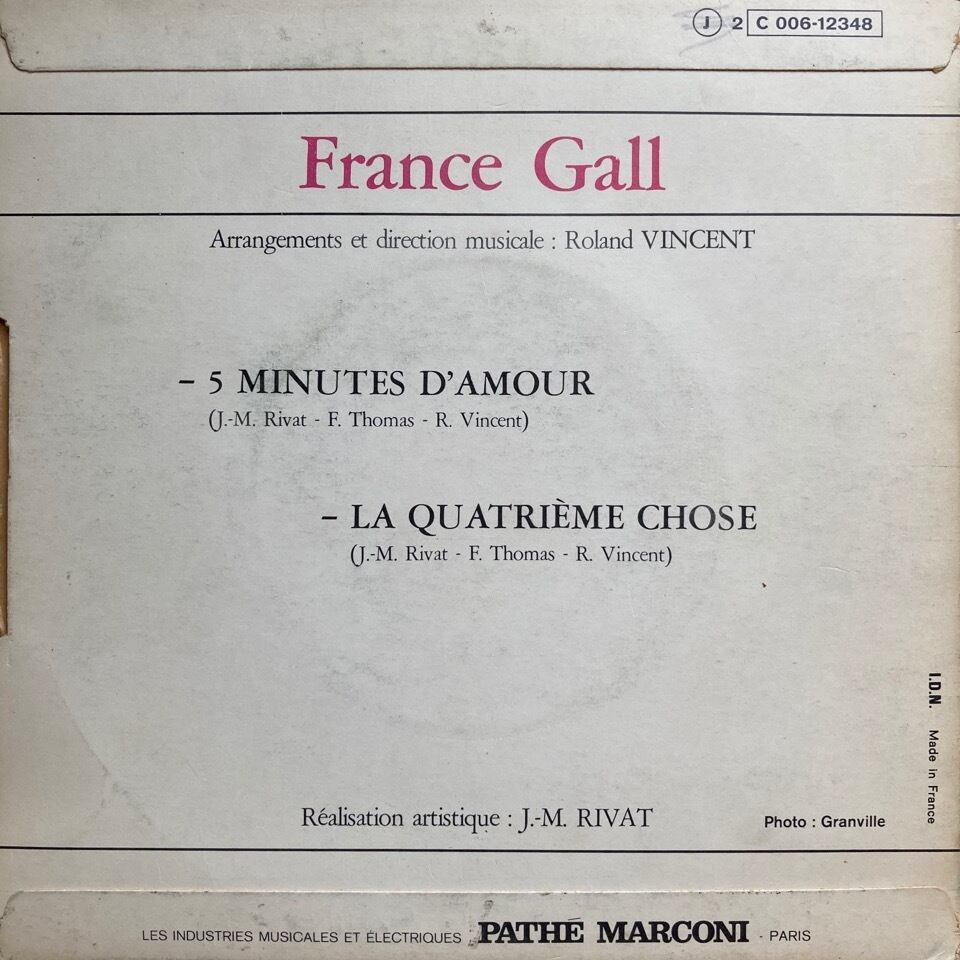 J 2 C 006-12348
France Gall
Arrangements et direction musicale : Roland VINCENT
– 5 MINUTES D'AMOUR
(J.-M. Rivat - F. Thomas - R. Vincent)
– LA QUATRIÈME CHOSE
(J.-M. Rivat - F. Thomas - R. Vincent)
I.D.N. Made in France
Réalisation artistique : J.-M. RIVAT
Photo : Granville
LES INDUSTRIES MUSICALES ET ÉLECTRIQUES PATHÉ MARCONI - PARIS